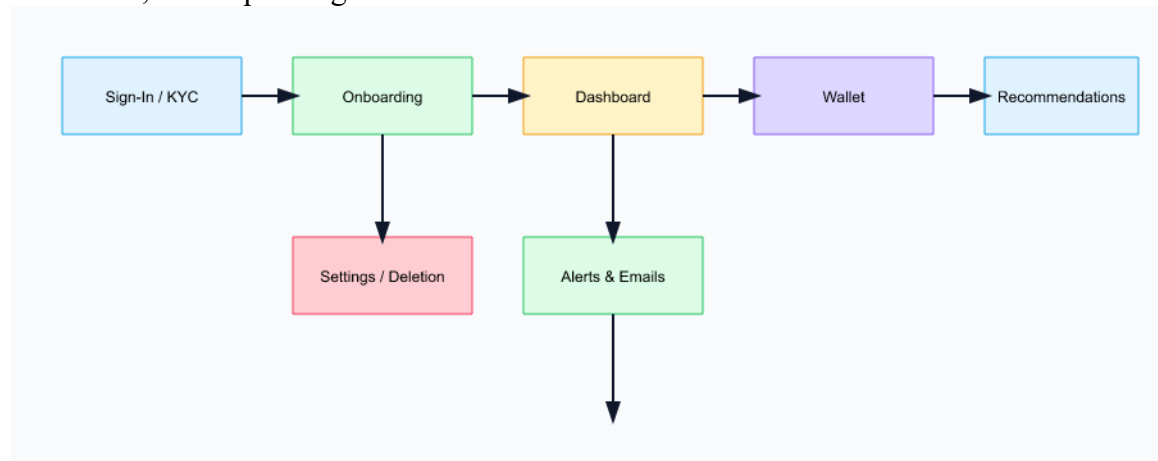 Sign-In / KYC
Onboarding
Dashboard
Wallet
Recommendations
Settings / Deletion
Alerts & Emails